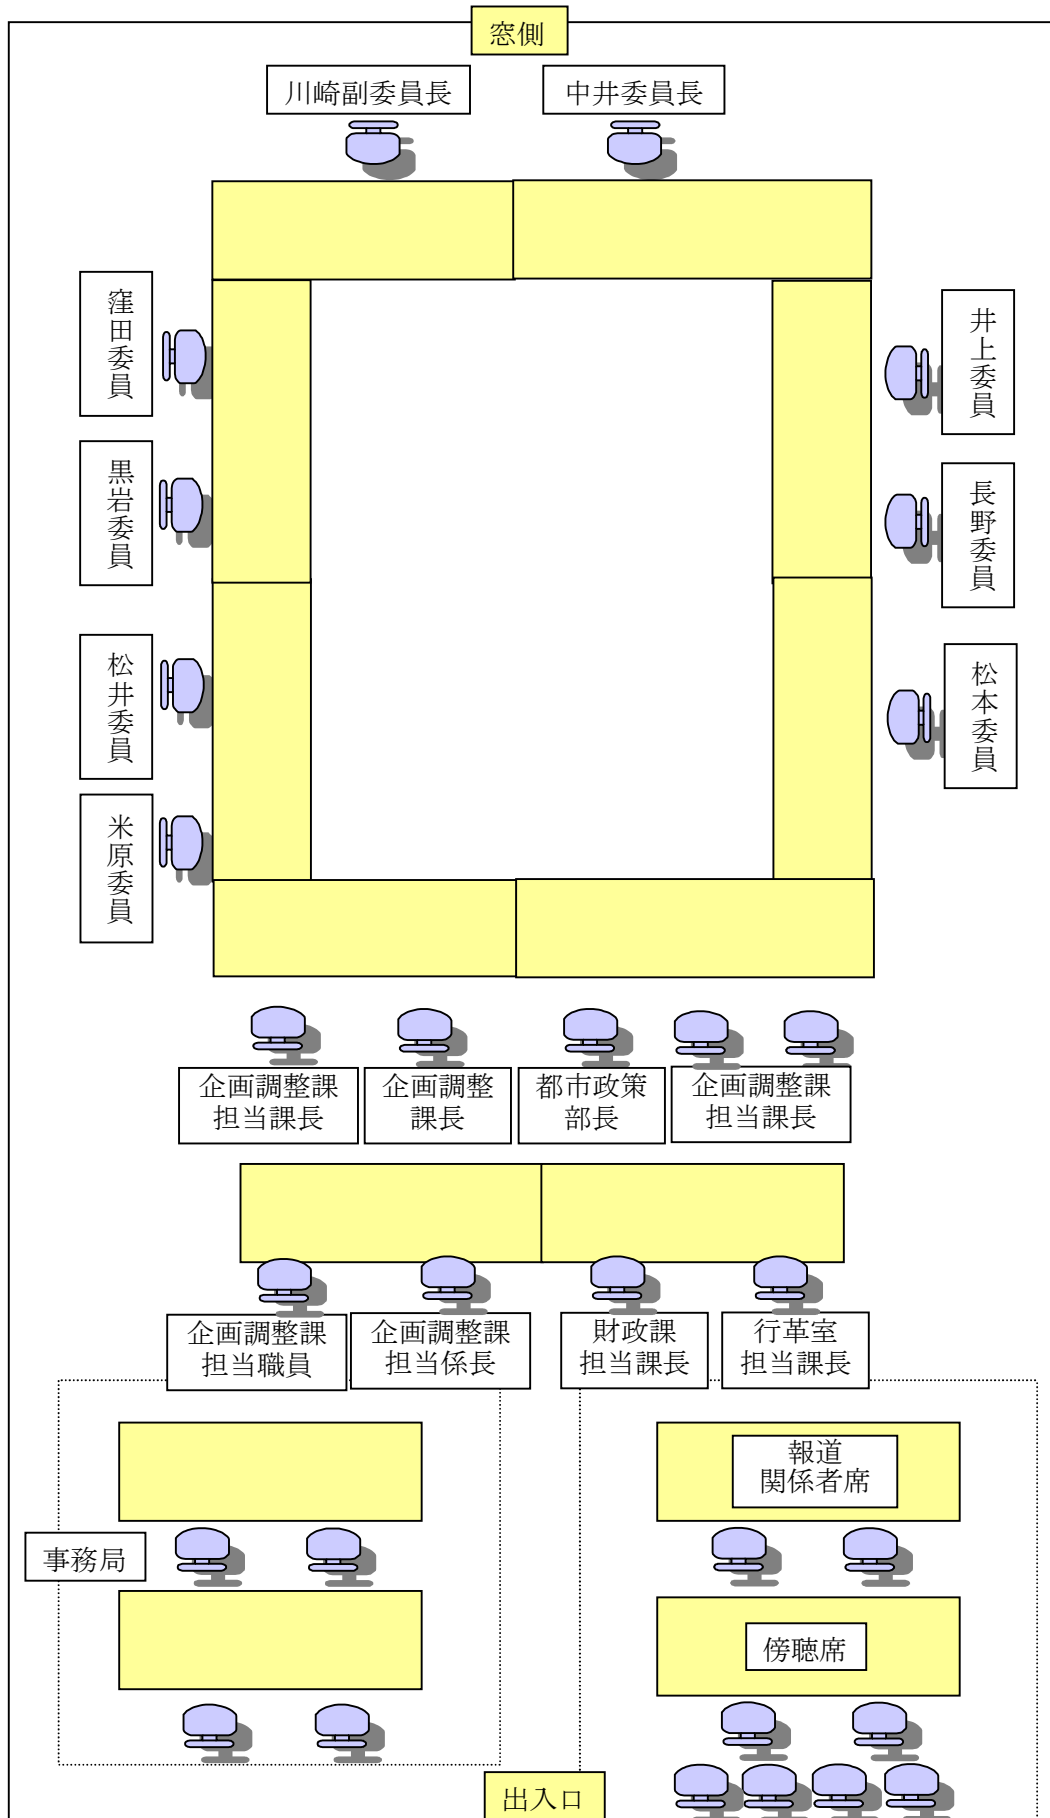 窓側
川崎副委員長
中井委員長
窪田委員
井上委員
黒岩委員
長野委員
松井委員
松本委員
米原委員
企画調整課
担当課長
企画調整
課長
都市政策
部長
企画調整課
担当課長
企画調整課
担当職員
企画調整課
担当係長
財政課
担当課長
行革室
担当課長
報道
関係者席
事務局
傍聴席
出入口